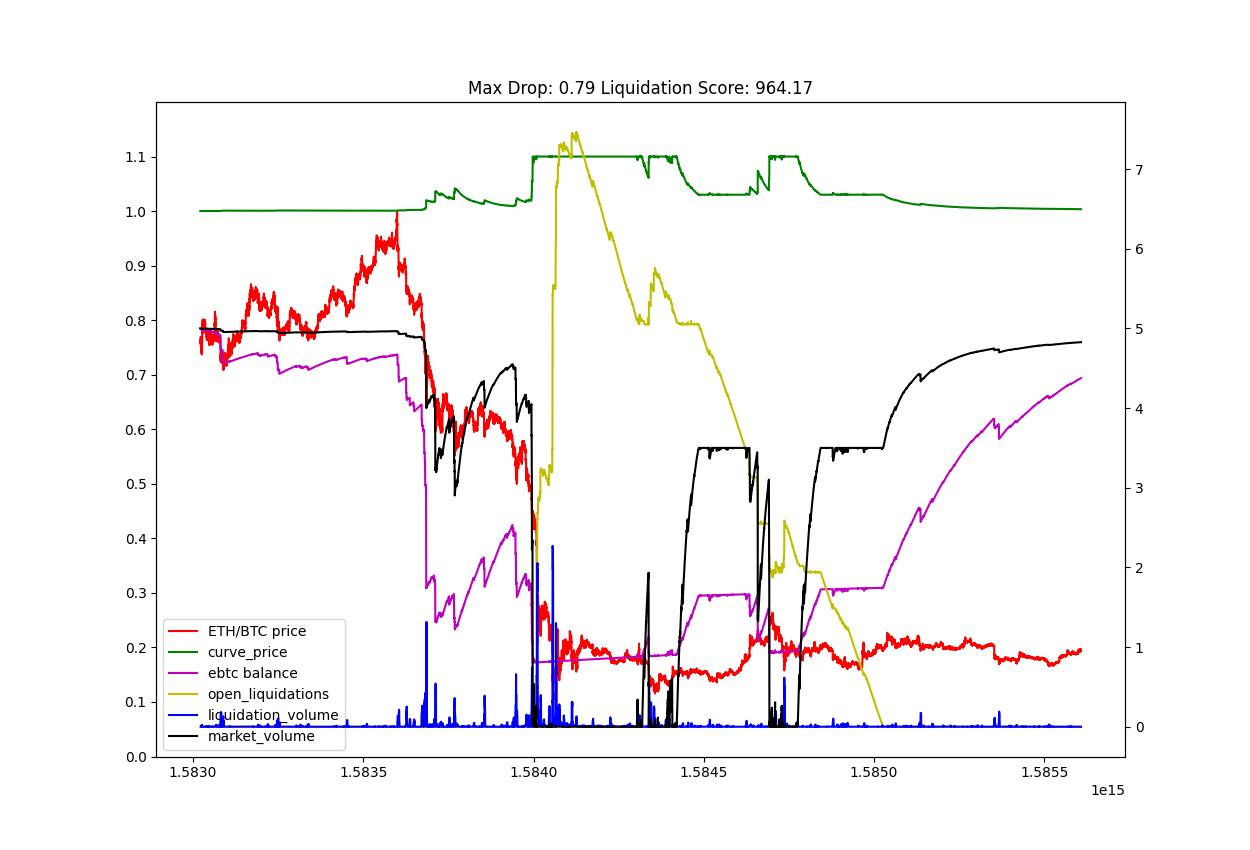 Max Drop: 0.79 Liquidation Score: 964.17
1.1
1.0
0.9
0.8
0.7
0.6
0.5
0.4
0.3
0.2
0.1
0.0
7
6
5
4
3
2
1
0
ETH/BTC price
curve_price
ebtc balance
open_liquidations
liquidation_volume
market_volume
1.5830 1.5835 1.5840 1.5845 1.5850 1.5855
1e15